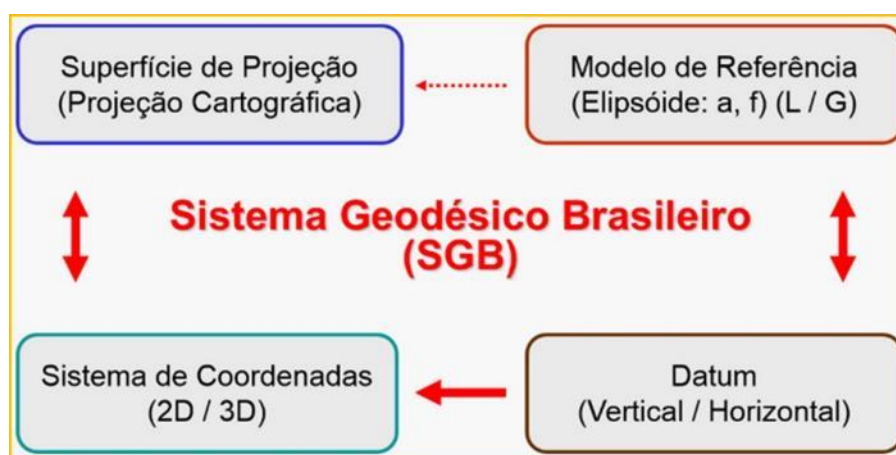 Superfície de Projeção
(Projeção Cartográfica)
Modelo de Referência
(Elipsóide: a, f) (L / G)
Sistema Geodésico Brasileiro
(SGB)
Sistema de Coordenadas
(2D / 3D)
Datum
(Vertical / Horizontal)